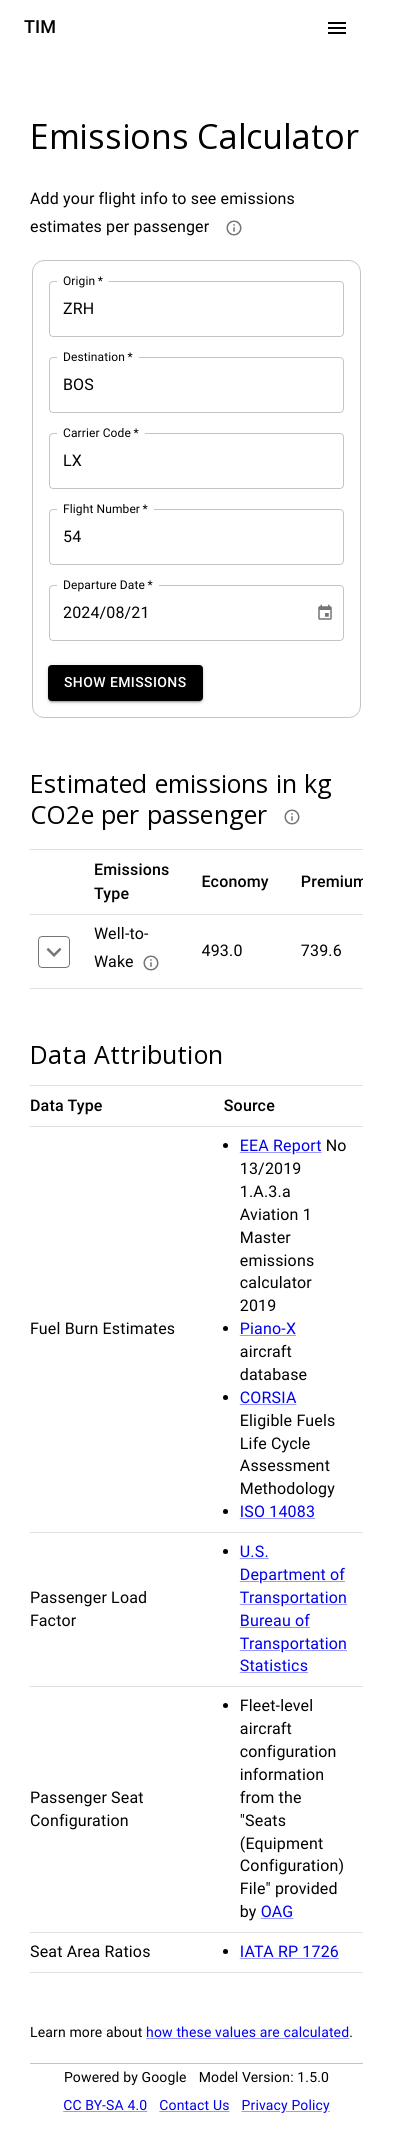 TIM
Emissions Calculator
Add your flight info to see emissions
estimates per passenger
Origin *
ZRH
Destination *
BOS
Carrier Code *
LX
Flight Number *
54
Departure Date *
2024/08/21
SHOW EMISSIONS
Estimated emissions in kg
CO2e per passenger
Emissions
Type
Economy
Premium
Well-to-
Wake
493.0
739.6
Data Attribution
Data Type
Source
Fuel Burn Estimates
EEA Report No
13/2019
1.A.3.a
Aviation 1
Master
emissions
calculator
2019
Piano-X
aircraft
database
CORSIA
Eligible Fuels
Life Cycle
Assessment
Methodology
ISO 14083
Passenger Load
Factor
U.S.
Department of
Transportation
Bureau of
Transportation
Statistics
Passenger Seat
Configuration
Fleet-level
aircraft
configuration
information
from the
"Seats
(Equipment
Configuration)
File" provided
by OAG
Seat Area Ratios
IATA RP 1726
Learn more about how these values are calculated.
Powered by Google Model Version: 1.5.0
CC BY-SA 4.0 Contact Us Privacy Policy